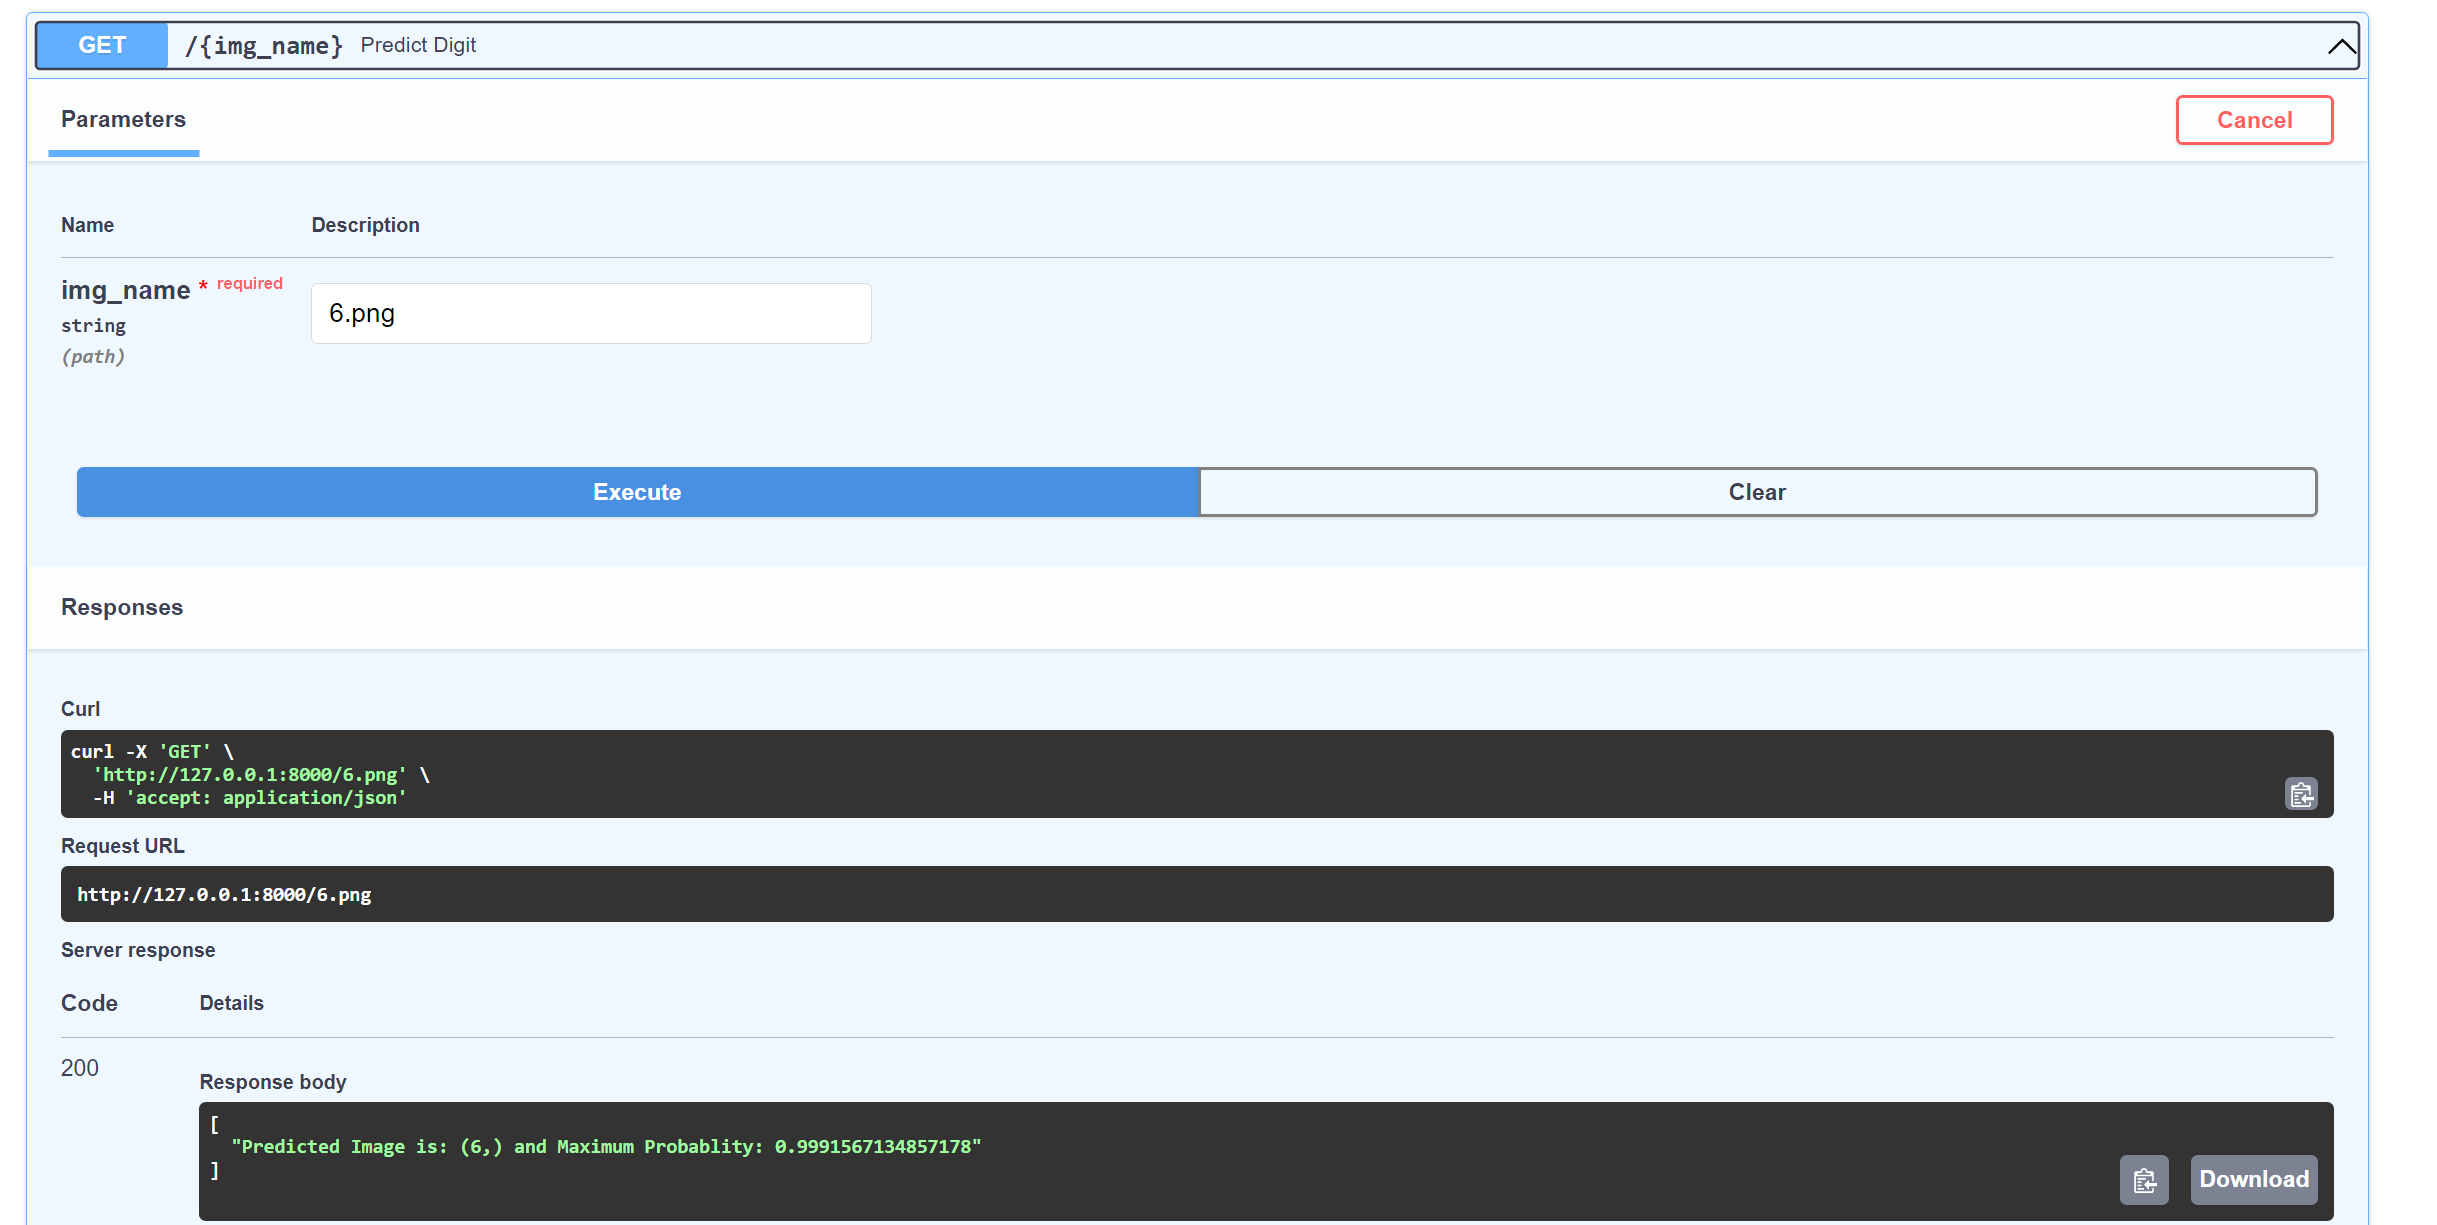 GET /{img_name} Predict Digit
Parameters
Cancel
Name Description
img_name * required
string
(path)
6.png
Execute Clear
Responses
Curl
curl -X 'GET' \
  'http://127.0.0.1:8000/6.png' \
  -H 'accept: application/json'
Request URL
http://127.0.0.1:8000/6.png
Server response
Code Details
200
Response body
[
  "Predicted Image is: (6,) and Maximum Probablity: 0.9991567134857178"
]
Download